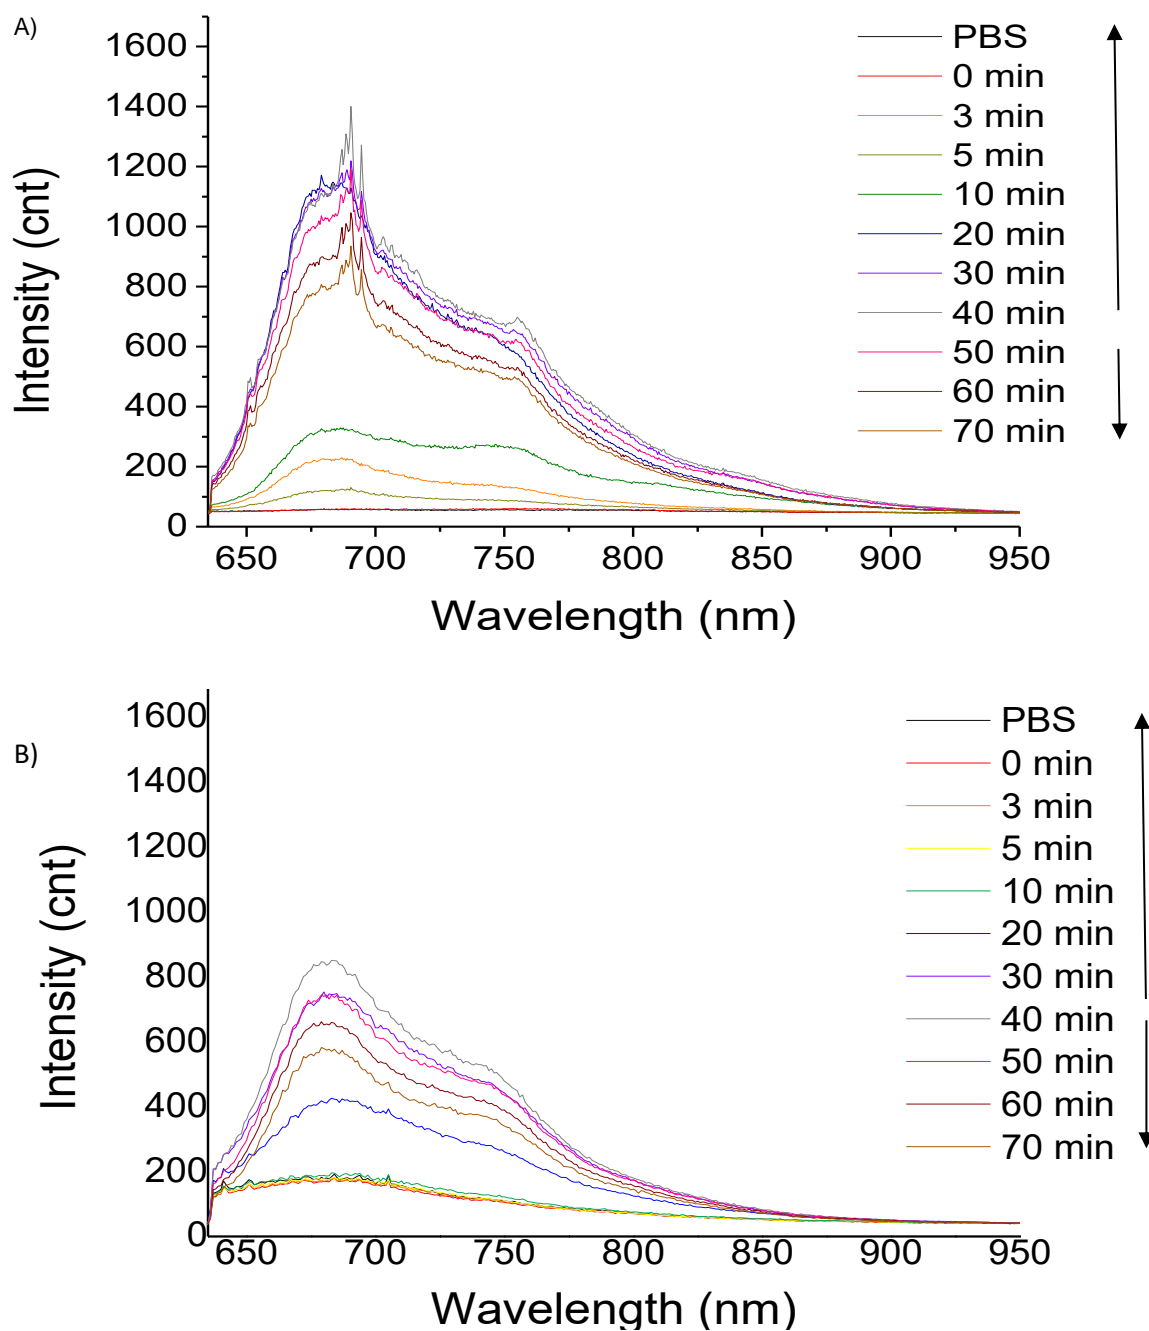 A)
1600
1400
1200
1000
800
600
400
200
0
Intensity (cnt)
650 700 750 800 850 900 950
Wavelength (nm)
PBS
0 min
3 min
5 min
10 min
20 min
30 min
40 min
50 min
60 min
70 min
B)
1600
1400
1200
1000
800
600
400
200
0
Intensity (cnt)
650 700 750 800 850 900 950
Wavelength (nm)
PBS
0 min
3 min
5 min
10 min
20 min
30 min
40 min
50 min
60 min
70 min